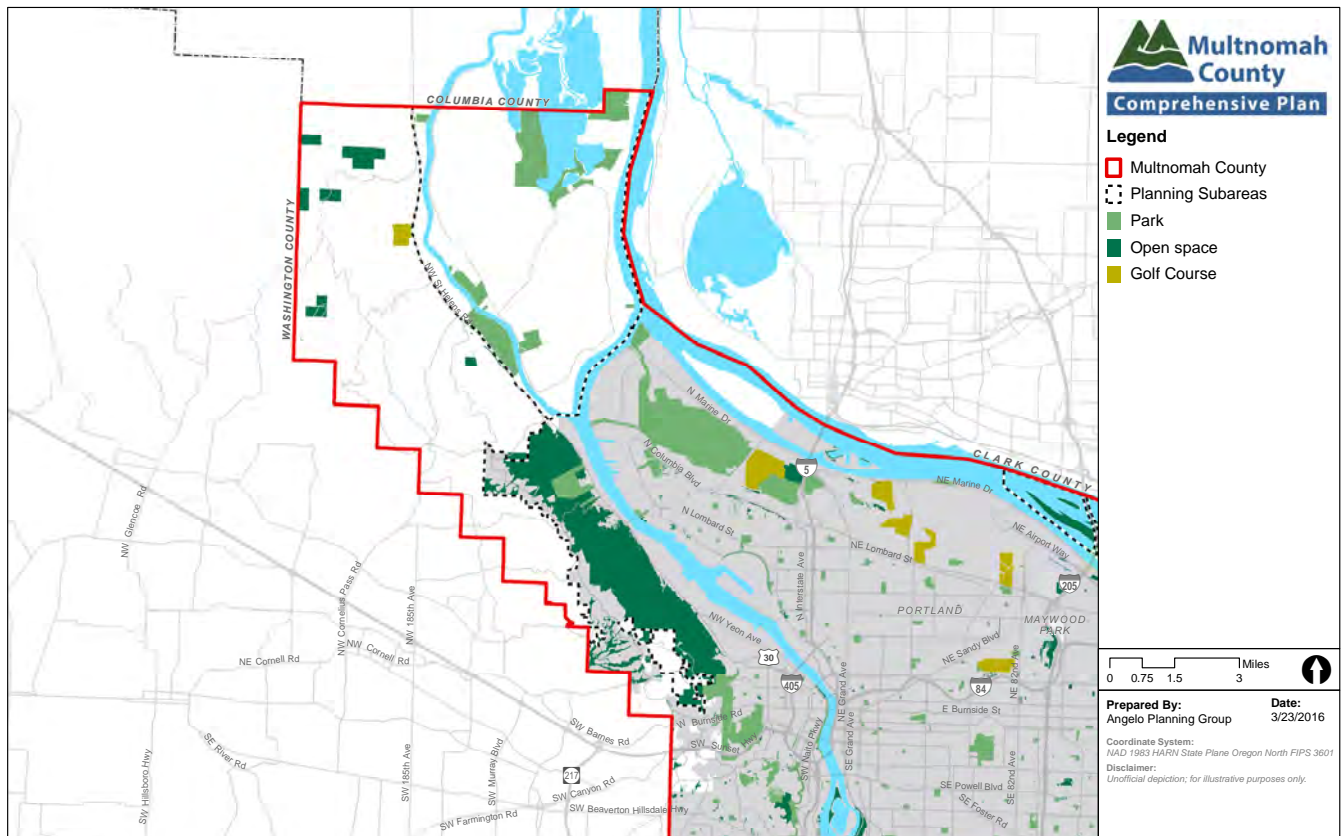 COLUMBIA COUNTY
WASHINGTON COUNTY
NW St Helens Rd
CLARK COUNTY
N Marine Dr
N Columbia Blvd
5
NE Marine Dr
NE Airport Way
N Lombard St
NE Lombard St
N Interstate Ave
205
PORTLAND
MAYWOOD
PARK
NW Yeon Ave
NE Sandy Blvd
NE 82nd Ave
30
405
84
NE Grand Ave
E Burnside St
W Burnside Rd
SW Sunset Hwy
SW Naito Pkwy
SE Grand Ave
SE Powell Blvd
SE 82nd Ave
SE Foster Rd
NW Glencoe Rd
NW Cornelius Pass Rd
NW 185th Ave
NE Cornell Rd
NW Cornell Rd
SW Barnes Rd
SE River Rd
SW Hillsboro Hwy
SW 185th Ave
SW Murray Blvd
217
SW Canyon Rd
SW Farmington Rd
SW Beaverton Hillsdale Hwy
Multnomah
County
Comprehensive Plan
Legend
Multnomah County
Planning Subareas
Park
Open space
Golf Course
Miles
0 0.75 1.5 3
Prepared By:
Angelo Planning Group
Date:
3/23/2016
Coordinate System:
NAD 1983 HARN State Plane Oregon North FIPS 3601
Disclaimer:
Unofficial depiction; for illustrative purposes only.